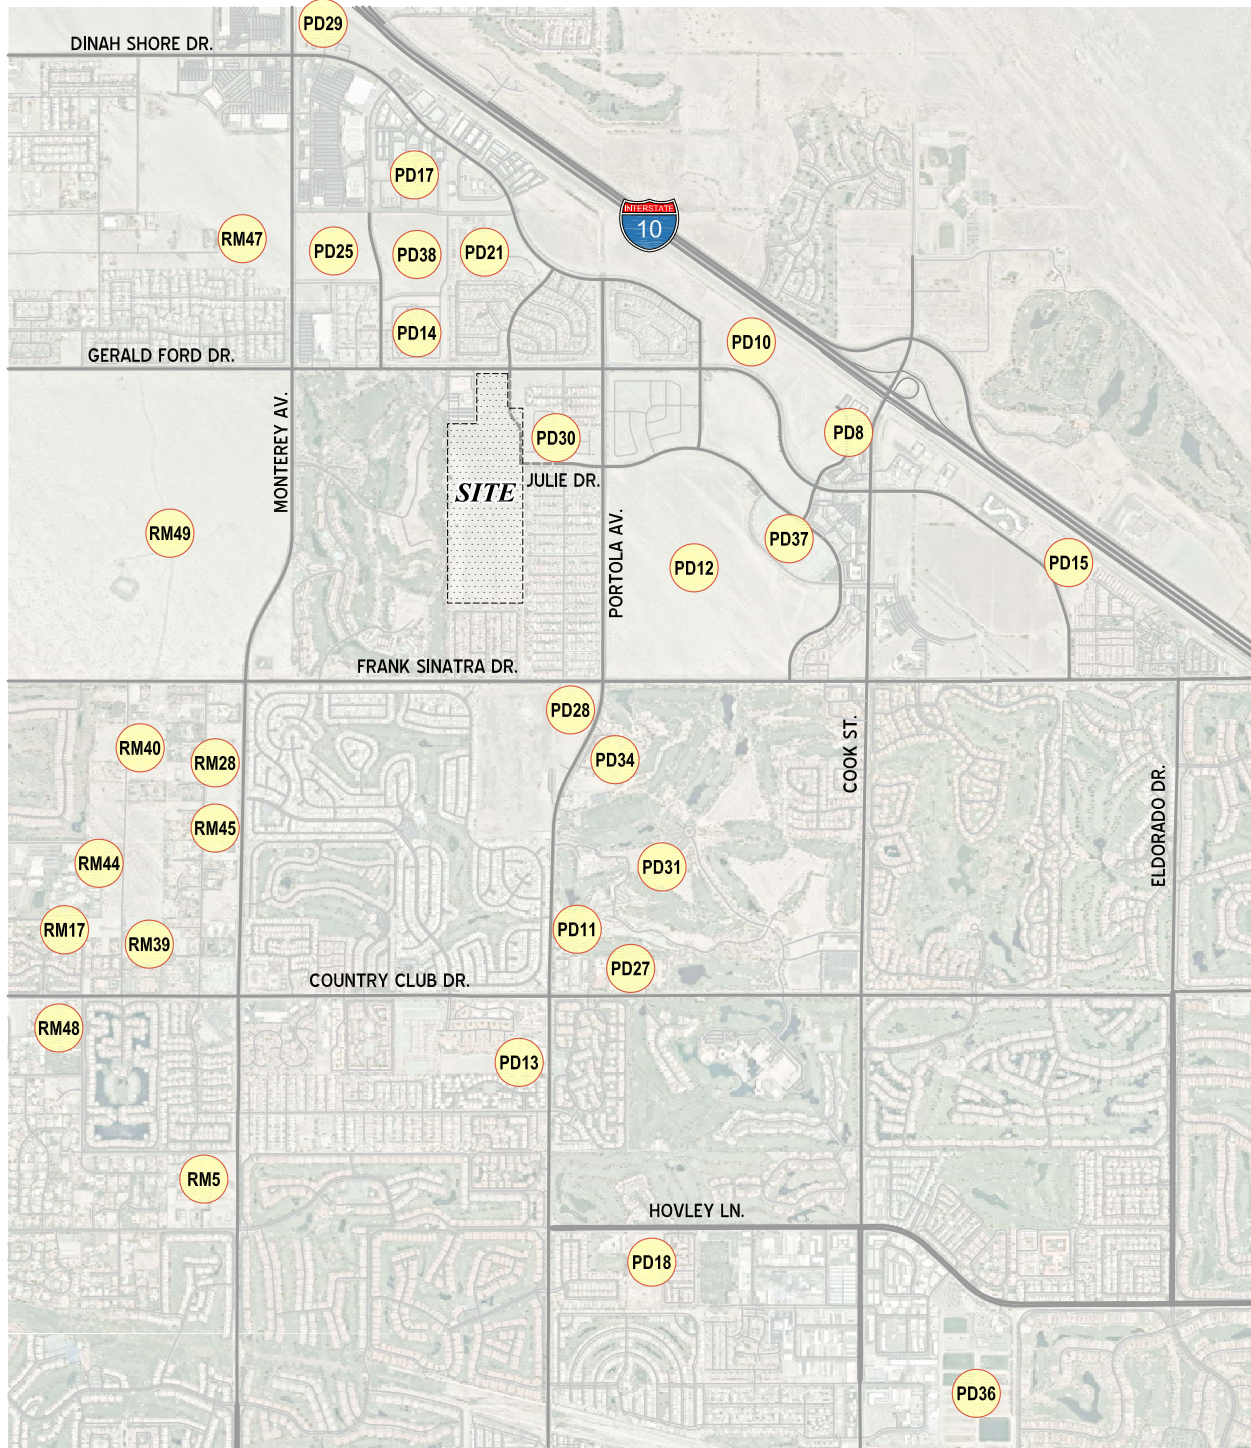 PD29
DINAH SHORE DR.
PD17
INTERSTATE
10
RM47
PD25
PD38
PD21
PD14
PD10
GERALD FORD DR.
MONTEREY AV.
PD30
PD8
JULIE DR.
SITE
PORTOLA AV.
RM49
PD37
PD12
PD15
FRANK SINATRA DR.
PD28
RM40
RM28
PD34
COOK ST.
ELDORADO DR.
RM45
RM44
PD31
RM17
RM39
PD11
PD27
COUNTRY CLUB DR.
RM48
PD13
RM5
HOVLEY LN.
PD18
PD36